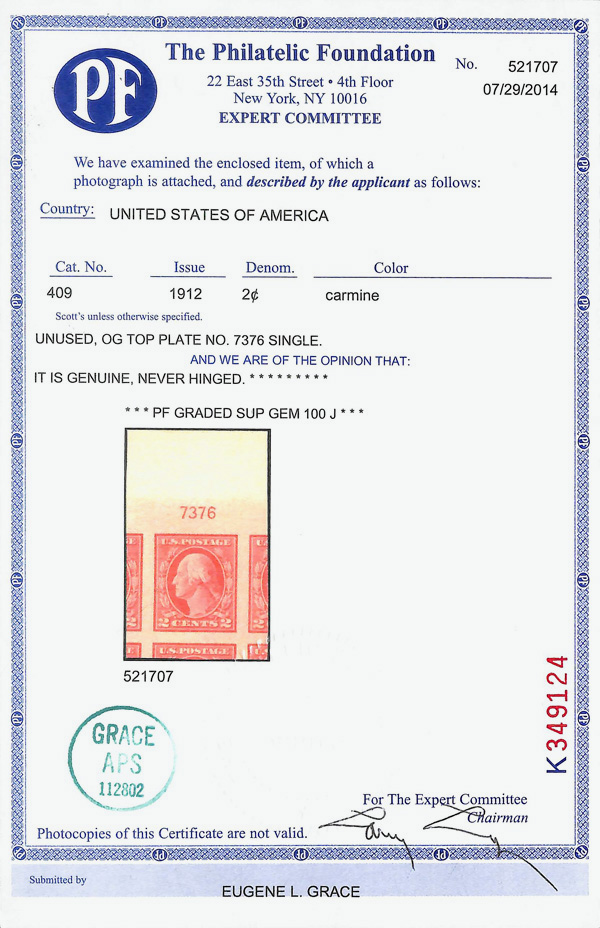 PF
The Philatelic Foundation
22 East 35th Street • 4th Floor
New York, NY 10016
EXPERT COMMITTEE
No. 521707
07/29/2014
We have examined the enclosed item, of which a
photograph is attached, and described by the applicant as follows:
Country: UNITED STATES OF AMERICA
Cat. No. Issue Denom. Color
409 1912 2¢ carmine
Scott's unless otherwise specified.
UNUSED, OG TOP PLATE NO. 7376 SINGLE.
AND WE ARE OF THE OPINION THAT:
IT IS GENUINE, NEVER HINGED. * * * * * * * * *
* * * PF GRADED SUP GEM 100 J * * *
7376
U.S. POSTAGE
2 CENTS 2
U.S. POSTAGE
521707
GRACE
APS
112802
K349124
For The Expert Committee
Chairman
Photocopies of this Certificate are not valid.
Submitted by
EUGENE L. GRACE